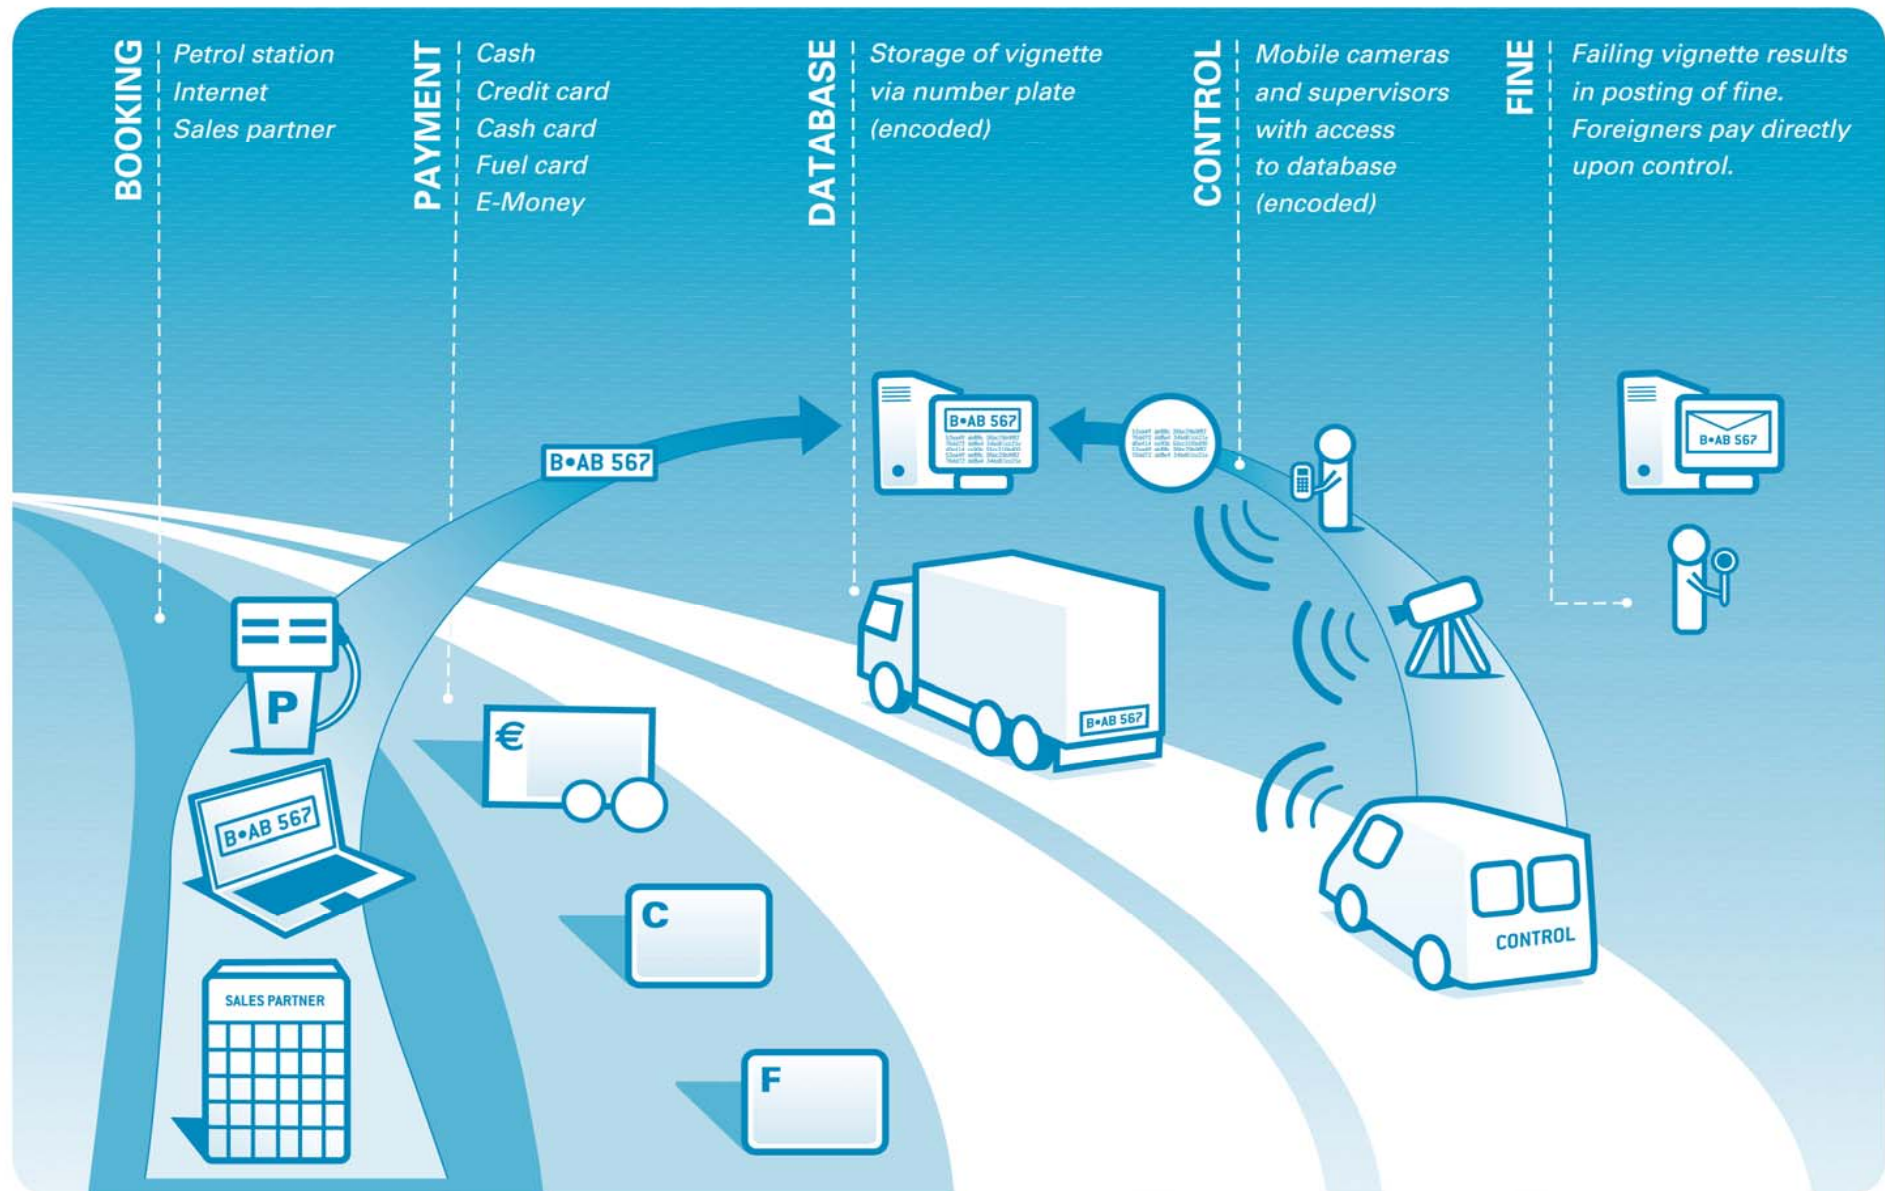 BOOKING
Petrol station
Internet
Sales partner
PAYMENT
Cash
Credit card
Cash card
Fuel card
E-Money
DATABASE
Storage of vignette
via number plate
(encoded)
CONTROL
Mobile cameras
and supervisors
with access
to database
(encoded)
FINE
Failing vignette results
in posting of fine.
Foreigners pay directly
upon control.
B•AB 567
B•AB 567
B•AB 567
P
€
B•AB 567
B•AB 567
C
CONTROL
SALES PARTNER
F